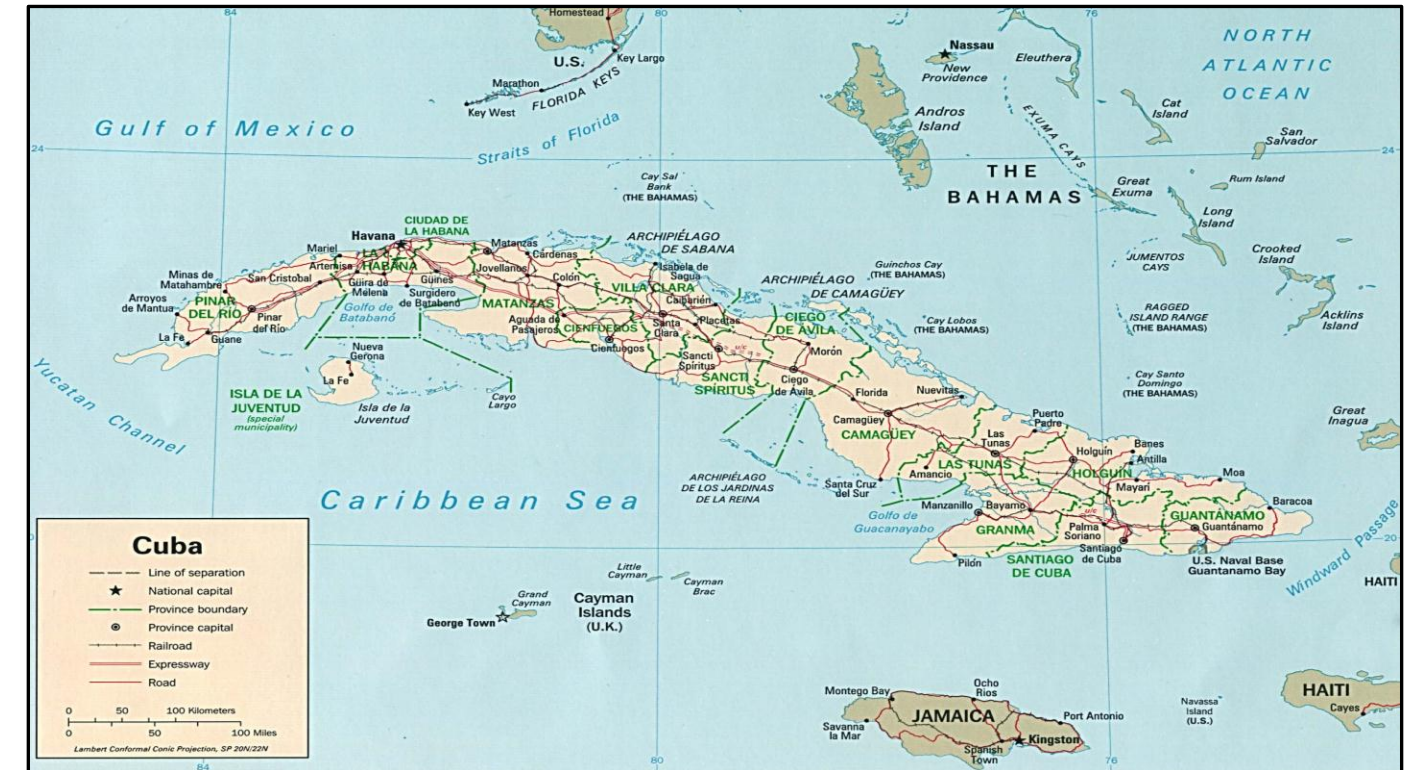 84
80
76
Homestead
U.S.
Key Largo
Marathon
FLORIDA KEYS
Key West
Gulf of Mexico
Straits of Florida
24
24
Nassau
New
Providence
Eleuthera
NORTH
ATLANTIC
OCEAN
Andros
Island
EXUMA CAYS
Cat
Island
San
Salvador
THE
BAHAMAS
Great
Exuma
Rum Island
Long
Island
Cay Sal
Bank
(THE BAHAMAS)
Crooked
Island
JUMENTOS
CAYS
Acklins
Island
RAGGED
ISLAND RANGE
(THE BAHAMAS)
Guinchos Cay
(THE BAHAMAS)
Cay Lobos
(THE BAHAMAS)
Cay Santo
Domingo
(THE BAHAMAS)
Great
Inagua
CIUDAD DE
LA HABANA
Havana
Mariel
LA
HABANA
Artemisa
San Cristobal
Minas de
Matahambre
Arroyos
de Mantua
PINAR
DEL RÍO
Pinar
del Río
La Fe
Guane
Güira de
Melena
Güines
Surgidero
de Batabanó
Golfo de
Batabanó
Matanzas
Cárdenas
Jovellanos
Colón
MATANZAS
Aguada de
Pasajeros
ARCHIPIÉLAGO
DE SABANA
Isabela de
Sagua
VILLA CLARA
Caibarién
Santa
Clara
Placetas
CIENFUEGOS
Cienfuegos
ARCHIPIÉLAGO
DE CAMAGÜEY
CIEGO
DE ÁVILA
Morón
u/c
Sancti
Spíritus
SANCTI
SPÍRITUS
Ciego
de Avila
Florida
Nuevitas
Camagüey
CAMAGÜEY
Nueva
Gerona
La Fe
ISLA DE LA
JUVENTUD
(special
municipality)
Isla de la
Juventud
Cayo
Largo
Yucatan Channel
ARCHIPIÉLAGO
DE LOS JARDINAS
DE LA REINA
Santa Cruz
del Sur
Las
Tunas
Puerto
Padre
LAS TUNAS
Amancio
Holguín
HOLGUÍN
Banes
Antilla
Mayarí
Moa
Baracoa
Manzanillo
Bayamo
Golfo de
Guacanayabo
GRANMA
u/c
Palma
Soriano
GUANTÁNAMO
Guantánamo
Pilón
SANTIAGO
DE CUBA
Santiago
de Cuba
U.S. Naval Base
Guantanamo Bay
20
Windward Passage
HAITI
Caribbean Sea
Little
Cayman
Cayman
Brac
Grand
Cayman
George Town
Cayman
Islands
(U.K.)
Cuba
Line of separation
National capital
Province boundary
Province capital
Railroad
Expressway
Road
0 50 100 Kilometers
0 50 100 Miles
Lambert Conformal Conic Projection, SP 20N/22N
Montego Bay
Ocho
Rios
Savanna
la Mar
JAMAICA
Port Antonio
Spanish
Town
Kingston
Navassa
Island
(U.S.)
HAITI
Cayes
84
80
76